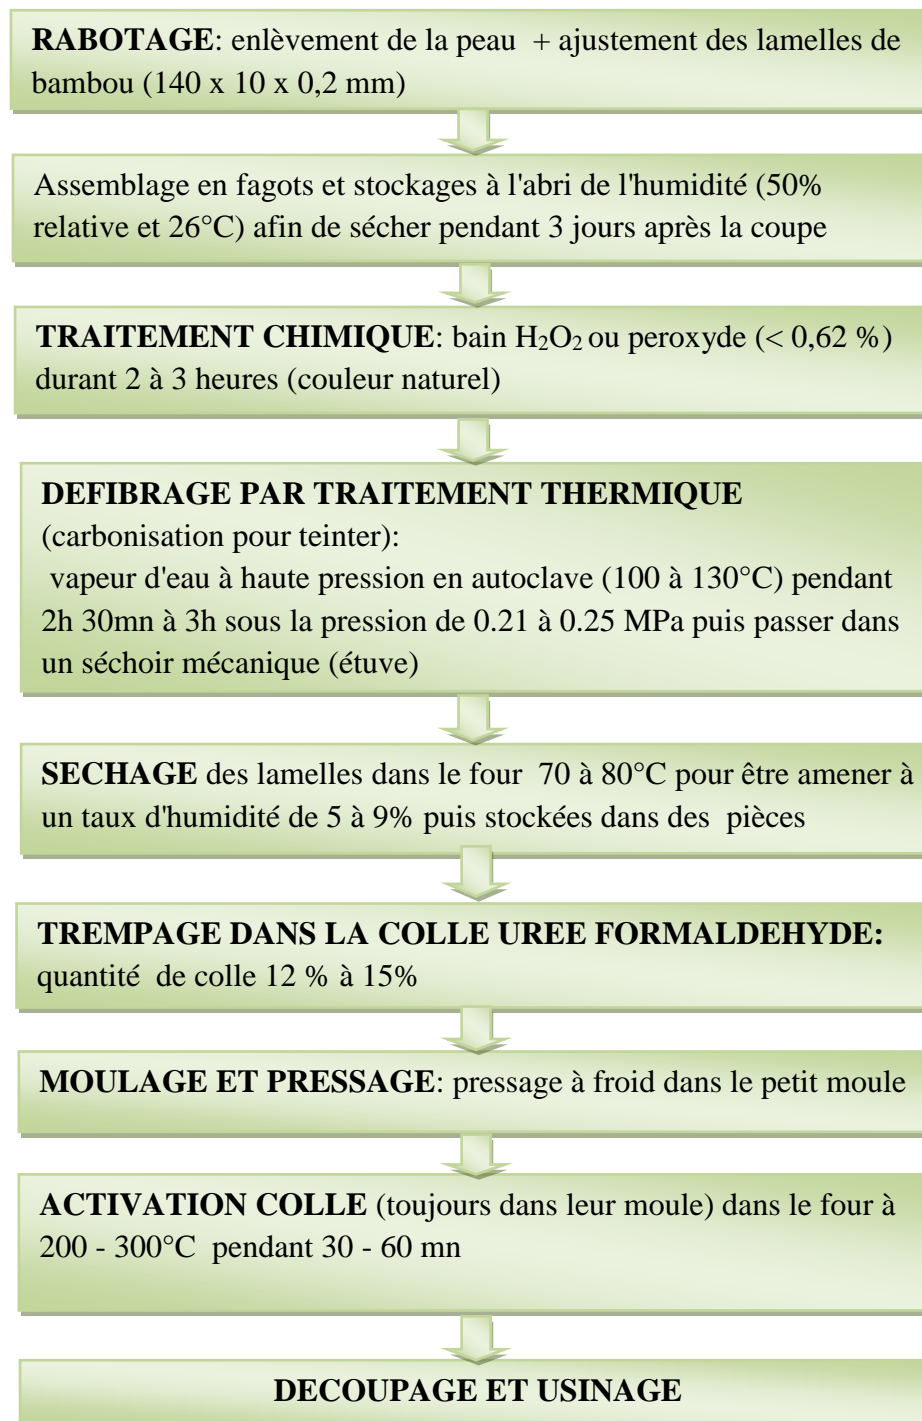 RABOTAGE: enlèvement de la peau + ajustement des lamelles de
bambou (140 x 10 x 0,2 mm)
Assemblage en fagots et stockages à l'abri de l'humidité (50%
relative et 26°C) afin de sécher pendant 3 jours après la coupe
TRAITEMENT CHIMIQUE: bain H₂O₂ ou peroxyde (< 0,62 %)
durant 2 à 3 heures (couleur naturel)
DEFIBRAGE PAR TRAITEMENT THERMIQUE
(carbonisation pour teinter):
vapeur d'eau à haute pression en autoclave (100 à 130°C) pendant
2h 30mn à 3h sous la pression de 0.21 à 0.25 MPa puis passer dans
un séchoir mécanique (étuve)
SECHAGE des lamelles dans le four 70 à 80°C pour être amener à
un taux d'humidité de 5 à 9% puis stockées dans des pièces
TREMPAGE DANS LA COLLE UREE FORMALDEHYDE:
quantité de colle 12 % à 15%
MOULAGE ET PRESSAGE: pressage à froid dans le petit moule
ACTIVATION COLLE (toujours dans leur moule) dans le four à
200 - 300°C pendant 30 - 60 mn
DECOUPAGE ET USINAGE